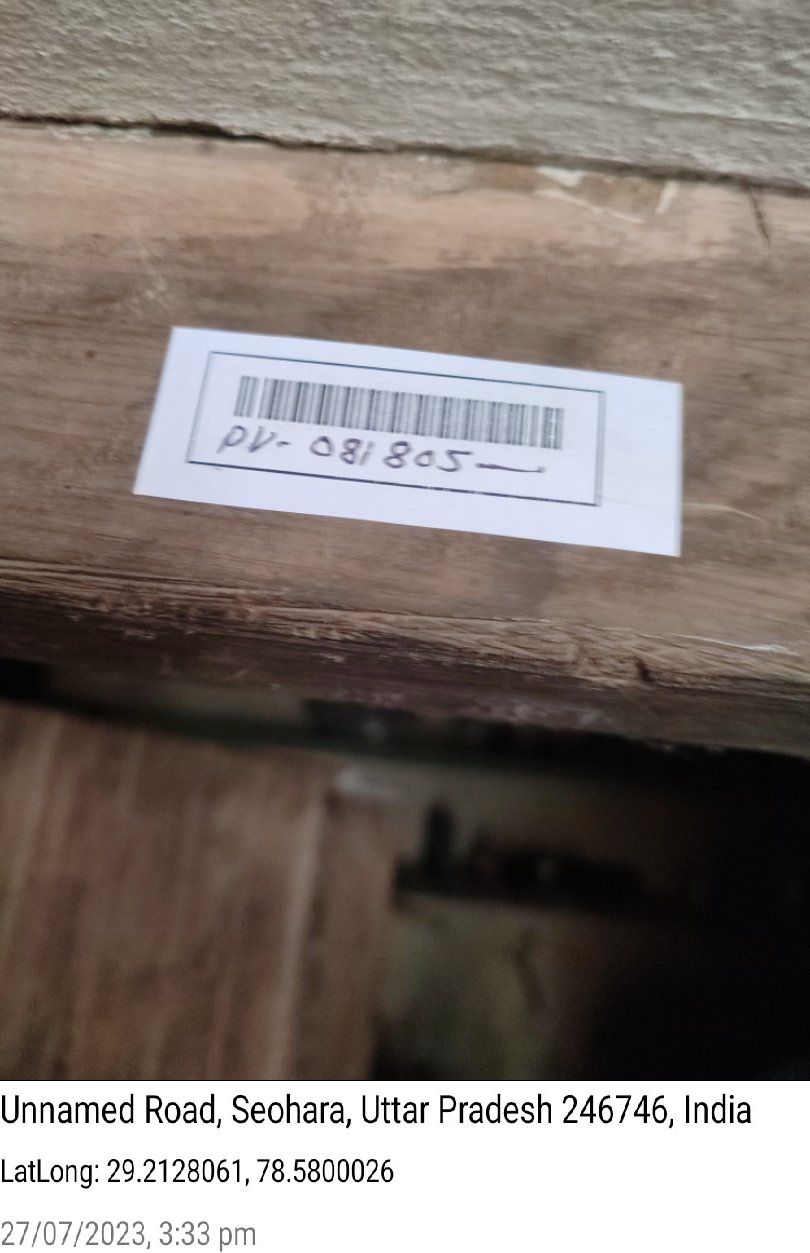 PV- 081805
Unnamed Road, Seohara, Uttar Pradesh 246746, India
LatLong: 29.2128061, 78.5800026
27/07/2023, 3:33 pm